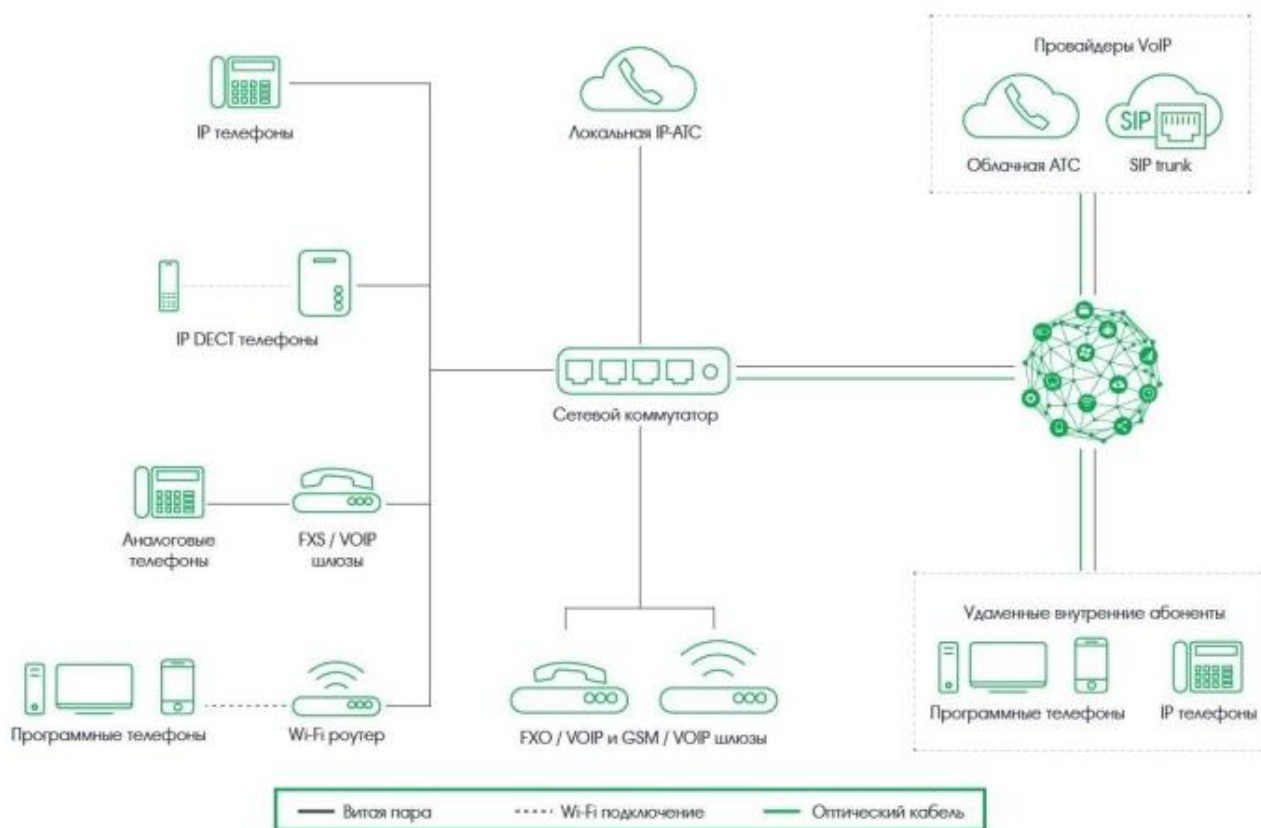 Провайдеры VoIP
IP телефоны
Локальная IP-АТС
SIP
Облачная АТС
SIP trunk
IP DECT телефоны
Сетевой коммутатор
Аналоговые
телефоны
FXS / VOIP
шлюзы
Удаленные внутренние абоненты
Программные телефоны
Wi-Fi роутер
FXO / VOIP и GSM / VOIP шлюзы
Программные телефоны
IP телефоны
Витая пара
Wi-Fi подключение
Оптический кабель